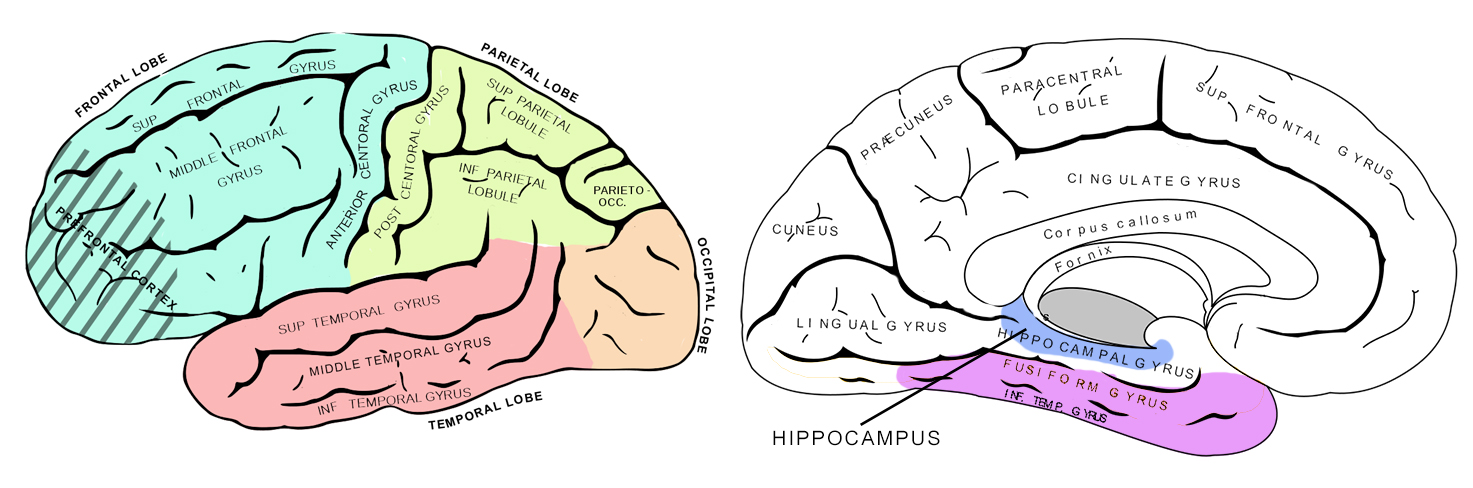 FRONTAL LOBE
PARIETAL LOBE
SUP FRONTAL GYRUS
MIDDLE FRONTAL
GYRUS
PREFRONTAL CORTEX
ANTERIOR CENTORAL GYRUS
POST CENTORAL GYRUS
SUP PARIETAL
LOBULE
INF PARIETAL
LOBULE
PARIETO-
OCC.
OCCIPITAL LOBE
SUP TEMPORAL GYRUS
MIDDLE TEMPORAL GYRUS
INF TEMPORAL GYRUS
TEMPORAL LOBE
PRÆCUNEUS
PARACENTRAL
LOBULE
SUP. FRONTAL GYRUS
CINGULATE GYRUS
CUNEUS
Corpus callosum
Fornix
LINGUAL GYRUS
s
HIPPOCAMPAL GYRUS
FUSIFORM GYRUS
INF. TEMP. GYRUS
HIPPOCAMPUS